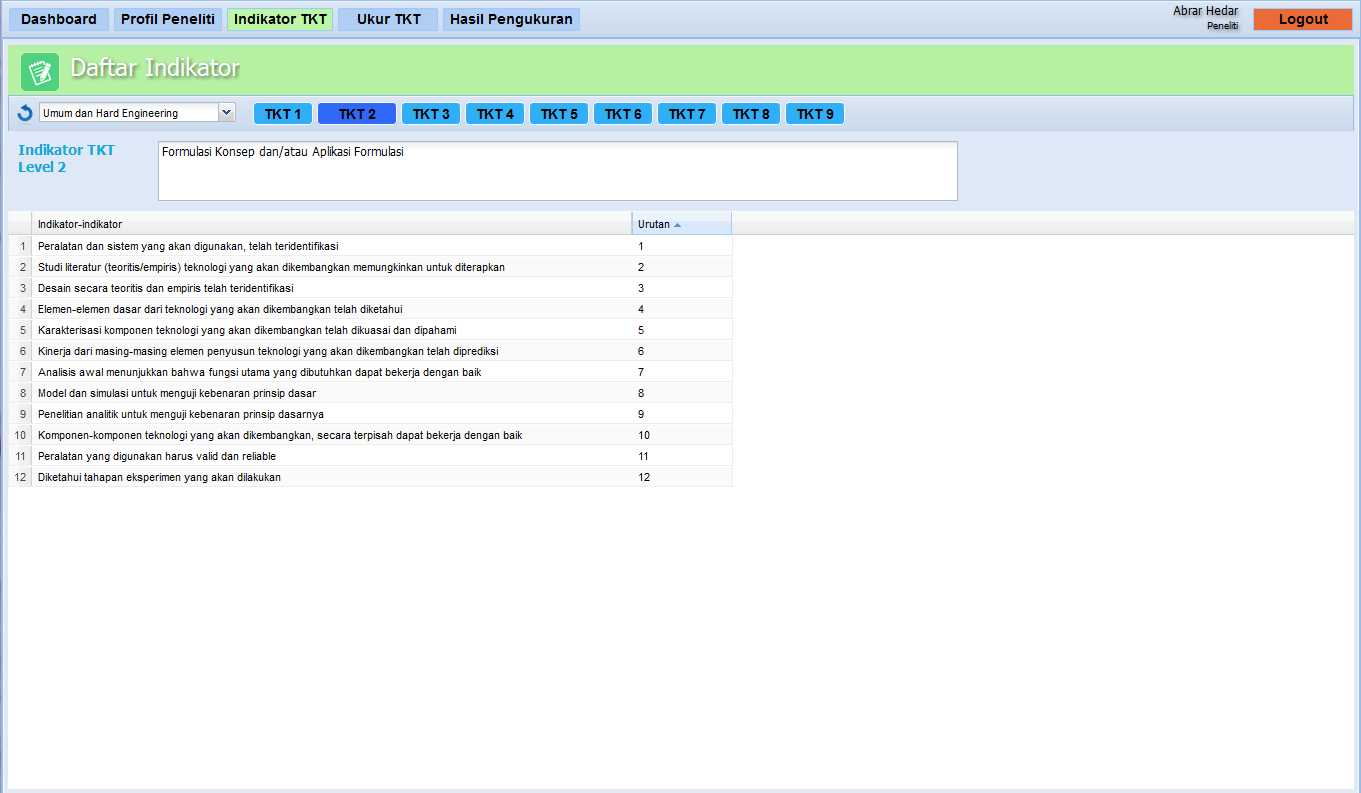 Dashboard Profil Peneliti Indikator TKT Ukur TKT Hasil Pengukuran Abrar Hedar Logout
Peneliti
Daftar Indikator
Umum dan Hard Engineering TKT 1 TKT 2 TKT 3 TKT 4 TKT 5 TKT 6 TKT 7 TKT 8 TKT 9
Indikator TKT Formulasi Konsep dan/atau Aplikasi Formulasi
Level 2
Indikator-indikator Urutan
1 Peralatan dan sistem yang akan digunakan, telah teridentifikasi 1
2 Studi literatur (teoritis/empiris) teknologi yang akan dikembangkan memungkinkan untuk diterapkan 2
3 Desain secara teoritis dan empiris telah teridentifikasi 3
4 Elemen-elemen dasar dari teknologi yang akan dikembangkan telah diketahui 4
5 Karakterisasi komponen teknologi yang akan dikembangkan telah dikuasai dan dipahami 5
6 Kinerja dari masing-masing elemen penyusun teknologi yang akan dikembangkan telah diprediksi 6
7 Analisis awal menunjukkan bahwa fungsi utama yang dibutuhkan dapat bekerja dengan baik 7
8 Model dan simulasi untuk menguji kebenaran prinsip dasar 8
9 Penelitian analitik untuk menguji kebenaran prinsip dasarnya 9
10 Komponen-komponen teknologi yang akan dikembangkan, secara terpisah dapat bekerja dengan baik 10
11 Peralatan yang digunakan harus valid dan reliable 11
12 Diketahui tahapan eksperimen yang akan dilakukan 12